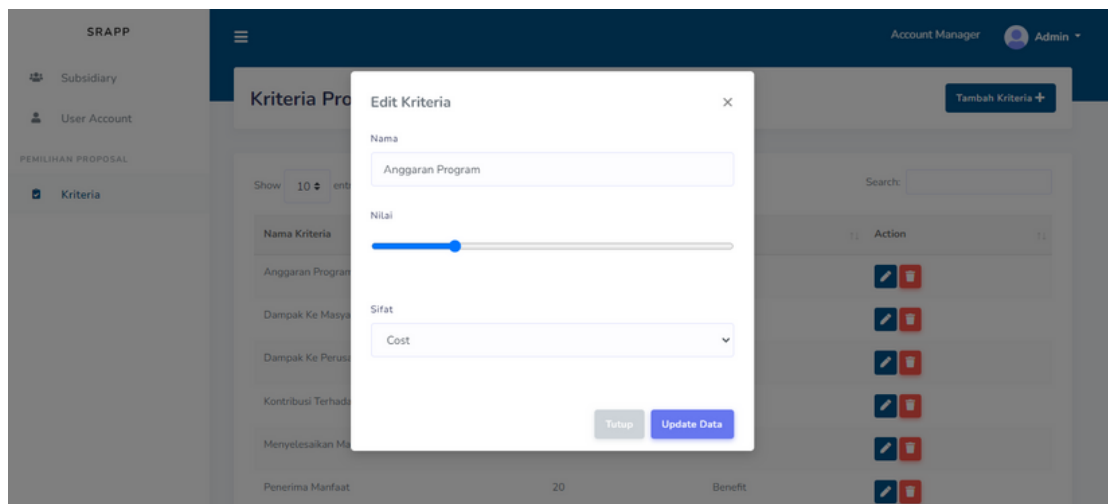 SRAPP
Account Manager
Admin
Subsidiary
User Account
PEMILIHAN PROPOSAL
Kriteria
Kriteria Pro
Tambah Kriteria +
Edit Kriteria
×
Nama
Anggaran Program
Nilai
Sifat
Cost
Tutup
Update Data
Show 10 ent
Search:
Nama Kriteria
Action
Anggaran Program
Dampak Ke Masya
Dampak Ke Perusa
Kontribusi Terhada
Menyelesaikan Ma
Penerima Manfaat 20 Benefit